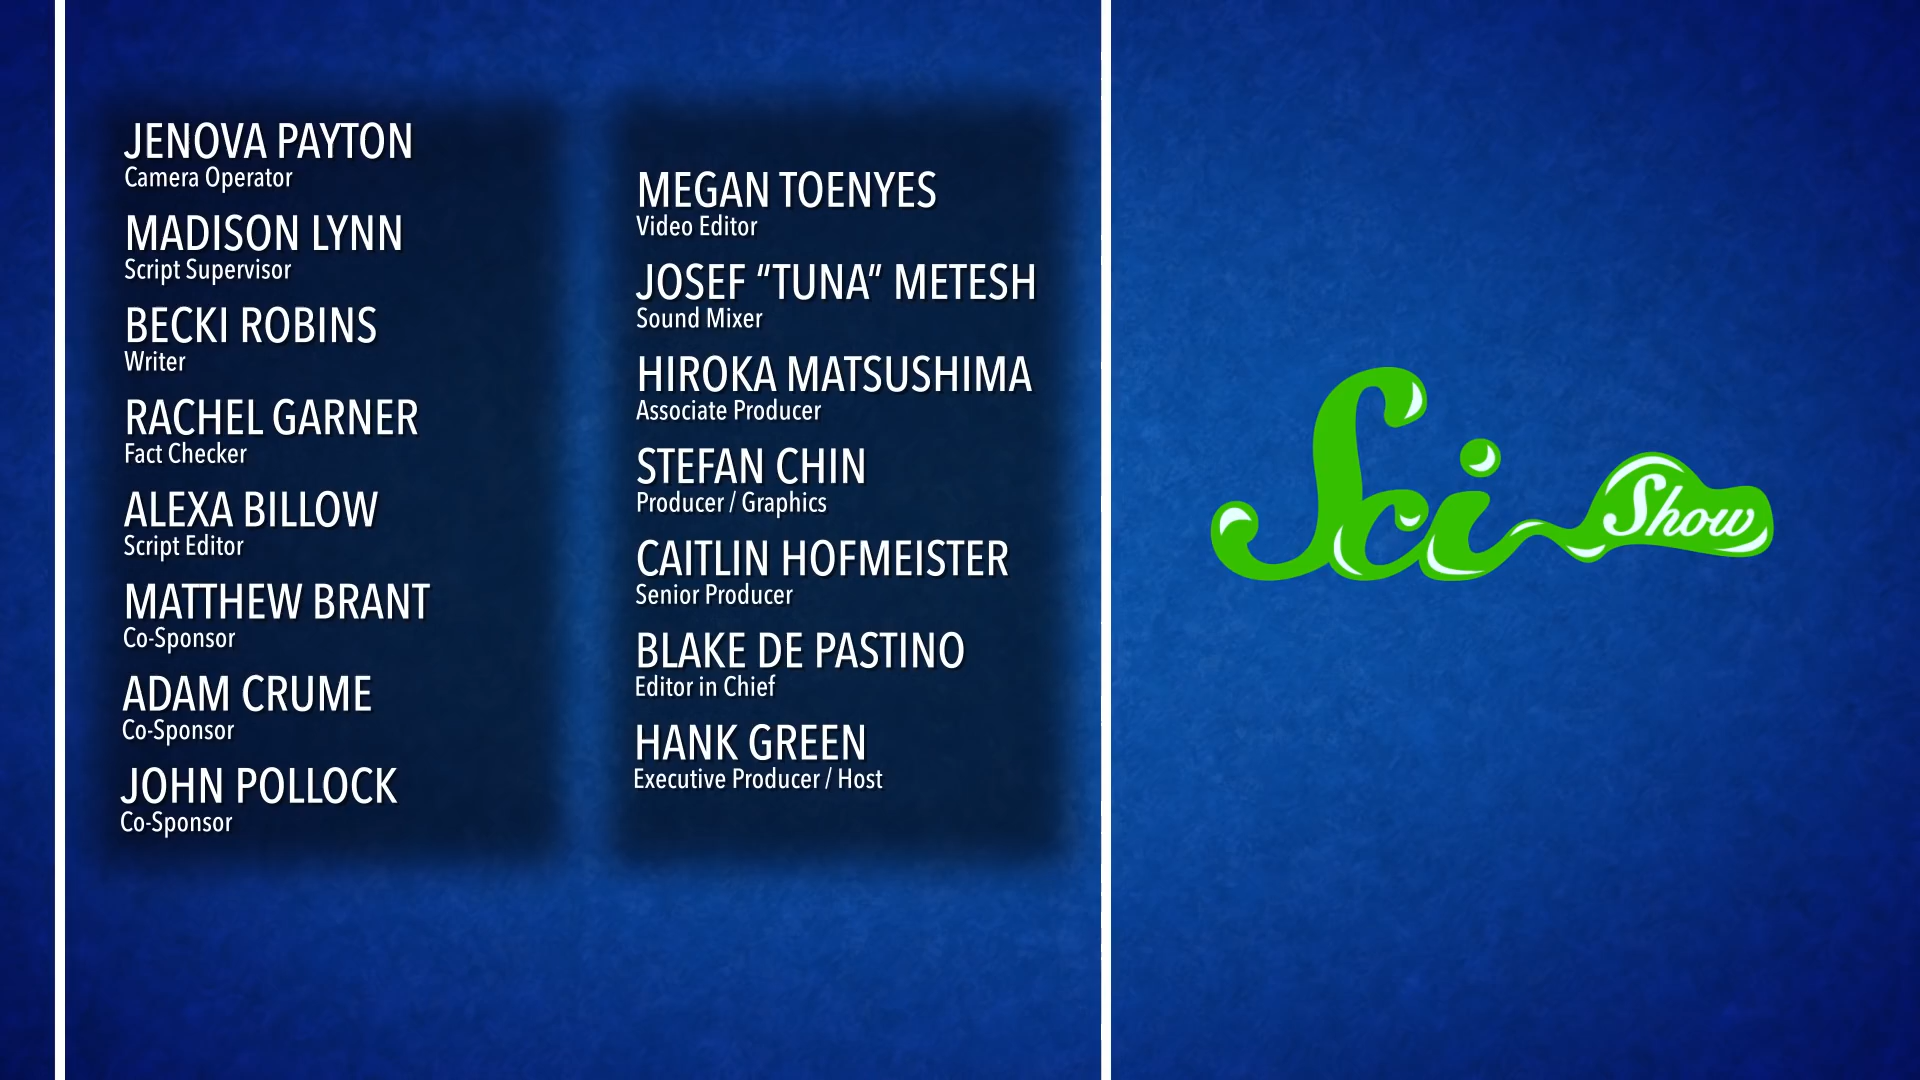 JENOVA PAYTON
Camera Operator
MADISON LYNN
Script Supervisor
BECKI ROBINS
Writer
RACHEL GARNER
Fact Checker
ALEXA BILLOW
Script Editor
MATTHEW BRANT
Co-Sponsor
ADAM CRUME
Co-Sponsor
JOHN POLLOCK
Co-Sponsor
MEGAN TOENYES
Video Editor
JOSEF “TUNA” METESH
Sound Mixer
HIROKA MATSUSHIMA
Associate Producer
STEFAN CHIN
Producer / Graphics
CAITLIN HOFMEISTER
Senior Producer
BLAKE DE PASTINO
Editor in Chief
HANK GREEN
Executive Producer / Host
Sci Show